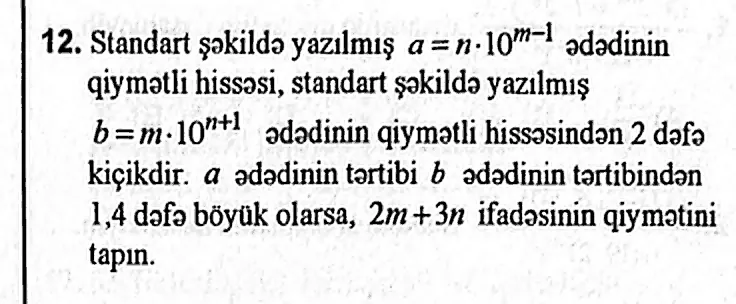 12. Standart şəkildə yazılmış a = n·10^{m−1} ədədinin
qiymətli hissəsi, standart şəkildə yazılmış
b = m·10^{n+1} ədədinin qiymətli hissəsindən 2 dəfə
kiçikdir. a ədədinin tərtibi b ədədinin tərtibindən
1,4 dəfə böyük olarsa, 2m + 3n ifadəsinin qiymətini
tapın.